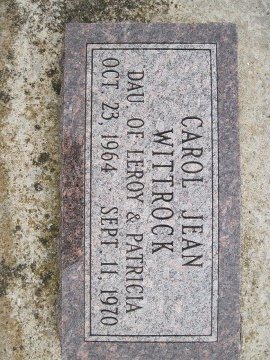 CAROL JEAN
WITTROCK
DAU. OF LEROY & PATRICIA
OCT. 23, 1964 SEPT. 11, 1970